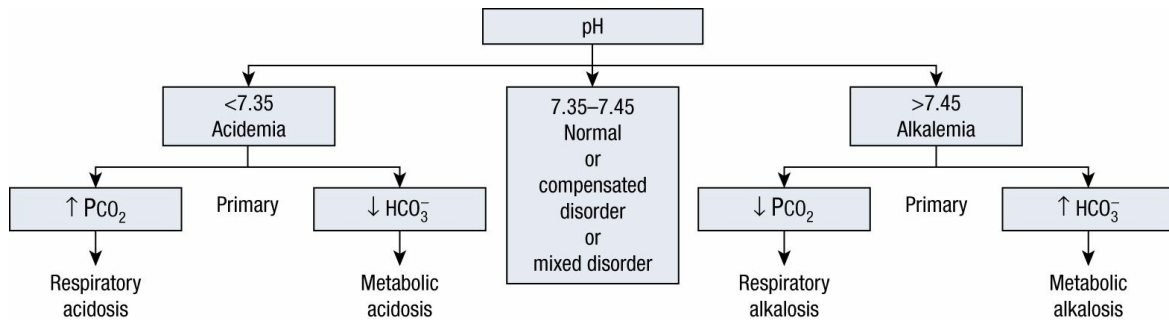 pH
<7.35
Acidemia
7.35–7.45
Normal
or
compensated
disorder
or
mixed disorder
>7.45
Alkalemia
↑ PCO₂
Primary
↓ HCO₃⁻
↓ PCO₂
Primary
↑ HCO₃⁻
Respiratory
acidosis
Metabolic
acidosis
Respiratory
alkalosis
Metabolic
alkalosis